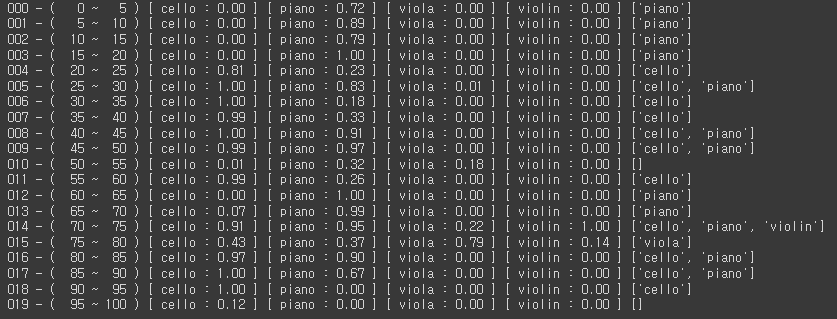 000 - (   0 ~   5 ) [ cello : 0.00 ] [ piano : 0.72 ] [ viola : 0.00 ] [ violin : 0.00 ] ['piano']
001 - (   5 ~  10 ) [ cello : 0.00 ] [ piano : 0.89 ] [ viola : 0.00 ] [ violin : 0.00 ] ['piano']
002 - (  10 ~  15 ) [ cello : 0.00 ] [ piano : 0.79 ] [ viola : 0.00 ] [ violin : 0.00 ] ['piano']
003 - (  15 ~  20 ) [ cello : 0.00 ] [ piano : 1.00 ] [ viola : 0.00 ] [ violin : 0.00 ] ['piano']
004 - (  20 ~  25 ) [ cello : 0.81 ] [ piano : 0.23 ] [ viola : 0.00 ] [ violin : 0.00 ] ['cello']
005 - (  25 ~  30 ) [ cello : 1.00 ] [ piano : 0.83 ] [ viola : 0.01 ] [ violin : 0.00 ] ['cello', 'piano']
006 - (  30 ~  35 ) [ cello : 1.00 ] [ piano : 0.18 ] [ viola : 0.00 ] [ violin : 0.00 ] ['cello']
007 - (  35 ~  40 ) [ cello : 0.99 ] [ piano : 0.33 ] [ viola : 0.00 ] [ violin : 0.00 ] ['cello']
008 - (  40 ~  45 ) [ cello : 1.00 ] [ piano : 0.91 ] [ viola : 0.00 ] [ violin : 0.00 ] ['cello', 'piano']
009 - (  45 ~  50 ) [ cello : 0.99 ] [ piano : 0.97 ] [ viola : 0.00 ] [ violin : 0.00 ] ['cello', 'piano']
010 - (  50 ~  55 ) [ cello : 0.01 ] [ piano : 0.32 ] [ viola : 0.18 ] [ violin : 0.00 ] []
011 - (  55 ~  60 ) [ cello : 0.99 ] [ piano : 0.26 ] [ viola : 0.00 ] [ violin : 0.00 ] ['cello']
012 - (  60 ~  65 ) [ cello : 0.00 ] [ piano : 1.00 ] [ viola : 0.00 ] [ violin : 0.00 ] ['piano']
013 - (  65 ~  70 ) [ cello : 0.07 ] [ piano : 0.99 ] [ viola : 0.00 ] [ violin : 0.00 ] ['piano']
014 - (  70 ~  75 ) [ cello : 0.91 ] [ piano : 0.95 ] [ viola : 0.22 ] [ violin : 1.00 ] ['cello', 'piano', 'violin']
015 - (  75 ~  80 ) [ cello : 0.43 ] [ piano : 0.37 ] [ viola : 0.79 ] [ violin : 0.14 ] ['viola']
016 - (  80 ~  85 ) [ cello : 0.97 ] [ piano : 0.90 ] [ viola : 0.00 ] [ violin : 0.00 ] ['cello', 'piano']
017 - (  85 ~  90 ) [ cello : 1.00 ] [ piano : 0.67 ] [ viola : 0.00 ] [ violin : 0.00 ] ['cello', 'piano']
018 - (  90 ~  95 ) [ cello : 1.00 ] [ piano : 0.00 ] [ viola : 0.00 ] [ violin : 0.00 ] ['cello']
019 - (  95 ~ 100 ) [ cello : 0.12 ] [ piano : 0.00 ] [ viola : 0.00 ] [ violin : 0.00 ] []